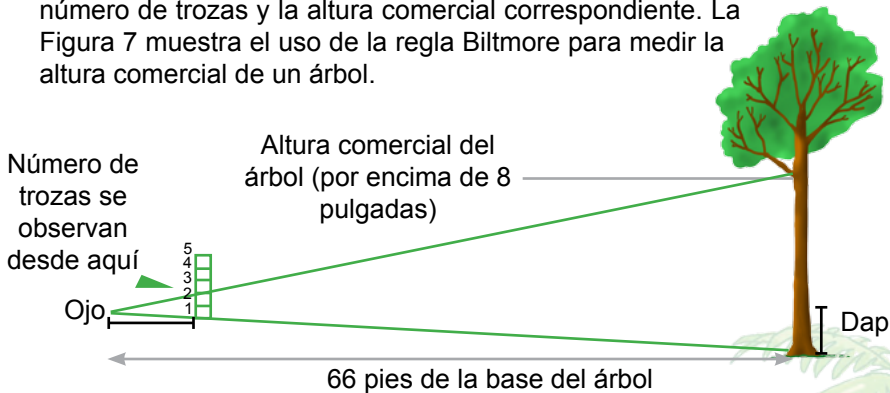 número de trozas y la altura comercial correspondiente. La
Figura 7 muestra el uso de la regla Biltmore para medir la
altura comercial de un árbol.
Altura comercial del
árbol (por encima de 8
pulgadas)
Número de
trozas se
observan
desde aquí
5
4
3
2
1
Ojo
Dap
66 pies de la base del árbol